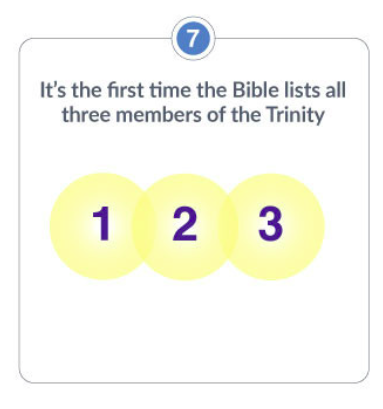 7
It's the first time the Bible lists all
three members of the Trinity
1 2 3